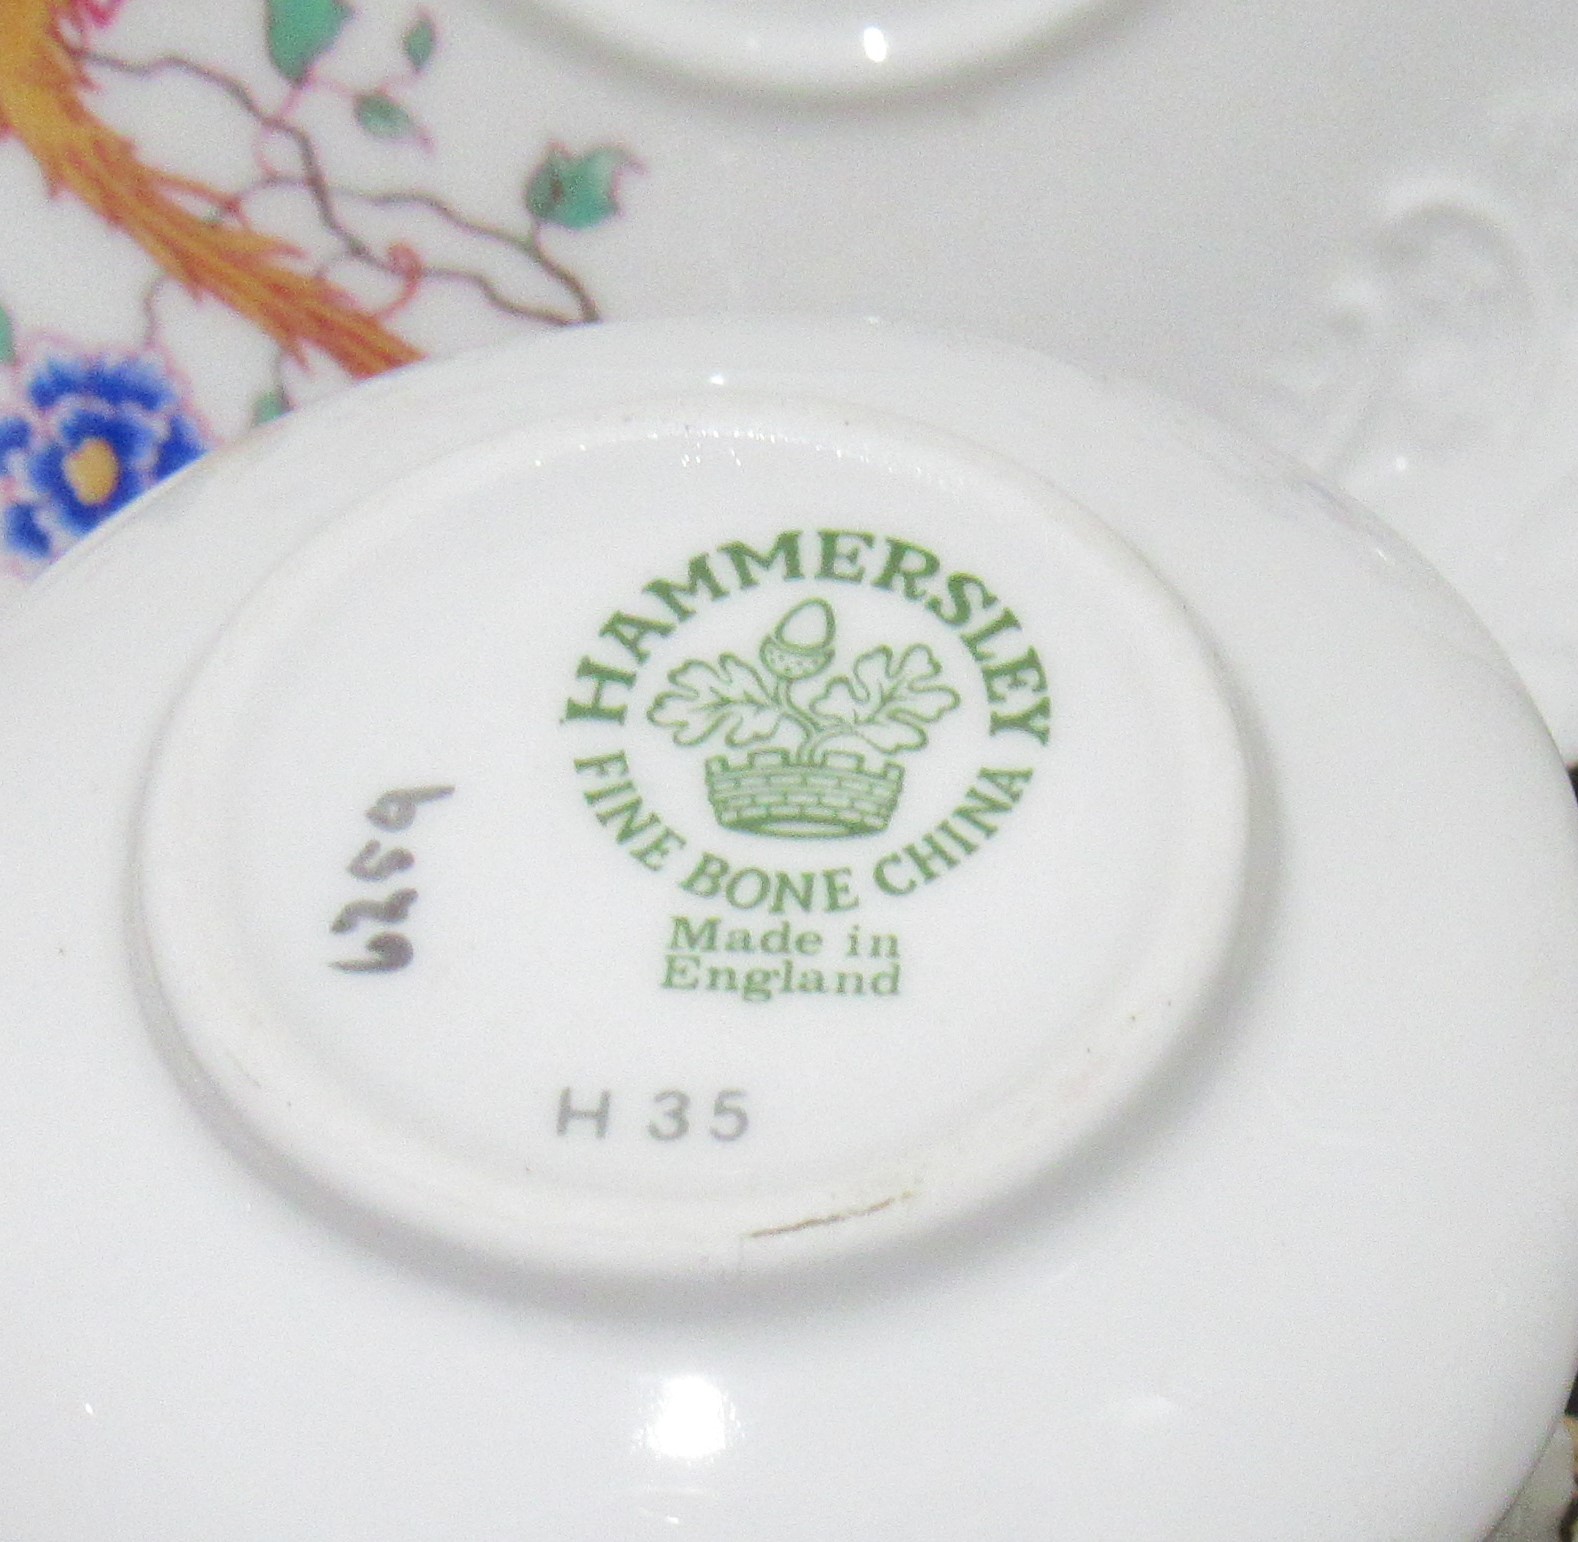 HAMMERSLEY
FINE BONE CHINA
Made in
England
6259
H 35